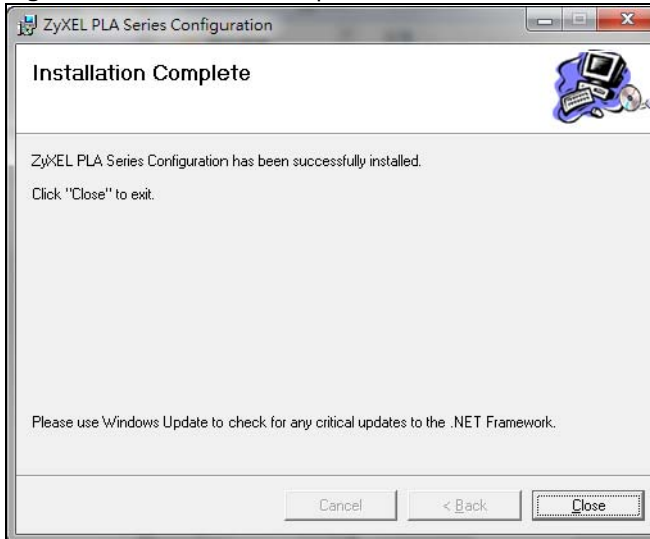 ZyXEL PLA Series Configuration
Installation Complete
ZyXEL PLA Series Configuration has been successfully installed.
Click "Close" to exit.
Please use Windows Update to check for any critical updates to the .NET Framework.
Cancel
< Back
Close